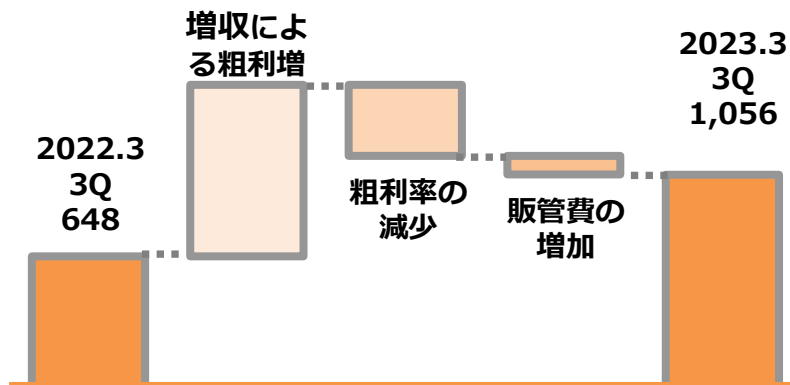 増収によ
る粗利増
2023.3
3Q
1,056
2022.3
3Q
648
粗利率の
減少
販管費の
増加